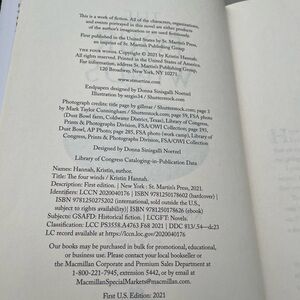 This is a work of fiction. All of the characters, organizations,
and events portrayed in this novel are either products
of the author's imagination or are used fictitiously.
First published in the United States by St. Martin's Press,
an imprint of St. Martin's Publishing Group
THE FOUR WINDS. Copyright © 2021 by Kristin Hannah.
All rights reserved. Printed in the United States of America.
For information, address St. Martin's Publishing Group,
120 Broadway, New York, NY 10271.
www.stmartins.com
Endpapers designed by Donna Sinisgalli Noetzel
Illustration by sergio34 / Shutterstock.com
Photograph credits: title page by gillmar / Shutterstock.com; page 1
by Mark Taylor Cunningham / Shutterstock.com; page 59, FSA photo
(Dust Bowl farm, Coldwater District, Texas), Library of Congress,
Prints & Photographs Division, FSA/OWI Collection; page 193,
Dust Bowl, AP Photo; page 285, FSA photo (work camp), Library of
Congress, Prints & Photographs Division, FSA/OWI Collection
Designed by Donna Sinisgalli Noetzel
Library of Congress Cataloging-in-Publication Data
Names: Hannah, Kristin, author.
Title: The four winds / Kristin Hannah.
Description: First edition. | New York : St. Martin's Press, 2021.
Identifiers: LCCN 2020040176 | ISBN 9781250178602 (hardcover) |
ISBN 9781250275202 (international, sold outside the U.S.,
subject to rights availability) | ISBN 9781250178626 (ebook)
Subjects: GSAFD: Historical fiction. | LCGFT: Novels.
Classification: LCC PS3558.A4763 F68 2021 | DDC 813/.54—dc23
LC record available at https://lccn.loc.gov/2020040176
Our books may be purchased in bulk for promotional, educational,
or business use. Please contact your local bookseller or the
Macmillan Corporate and Premium Sales Department at
1-800-221-7945, extension 5442, or by email at
MacmillanSpecialMarkets@macmillan.com.
First U.S. Edition: 2021